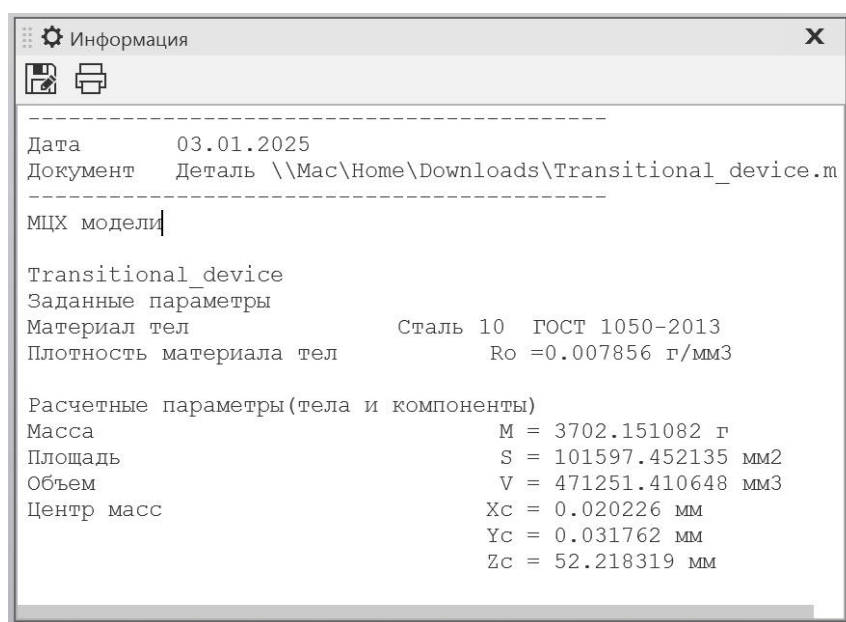 Информация
-------------------------------------------
Дата 03.01.2025
Документ Деталь \\Mac\Home\Downloads\Transitional_device.m
-------------------------------------------
МЦХ модели
Transitional_device
Заданные параметры
Материал тел Сталь 10 ГОСТ 1050-2013
Плотность материала тел Ro =0.007856 г/мм3
Расчетные параметры(тела и компоненты)
Масса M = 3702.151082 г
Площадь S = 101597.452135 мм2
Объем V = 471251.410648 мм3
Центр масс Xc = 0.020226 мм
Yc = 0.031762 мм
Zc = 52.218319 мм